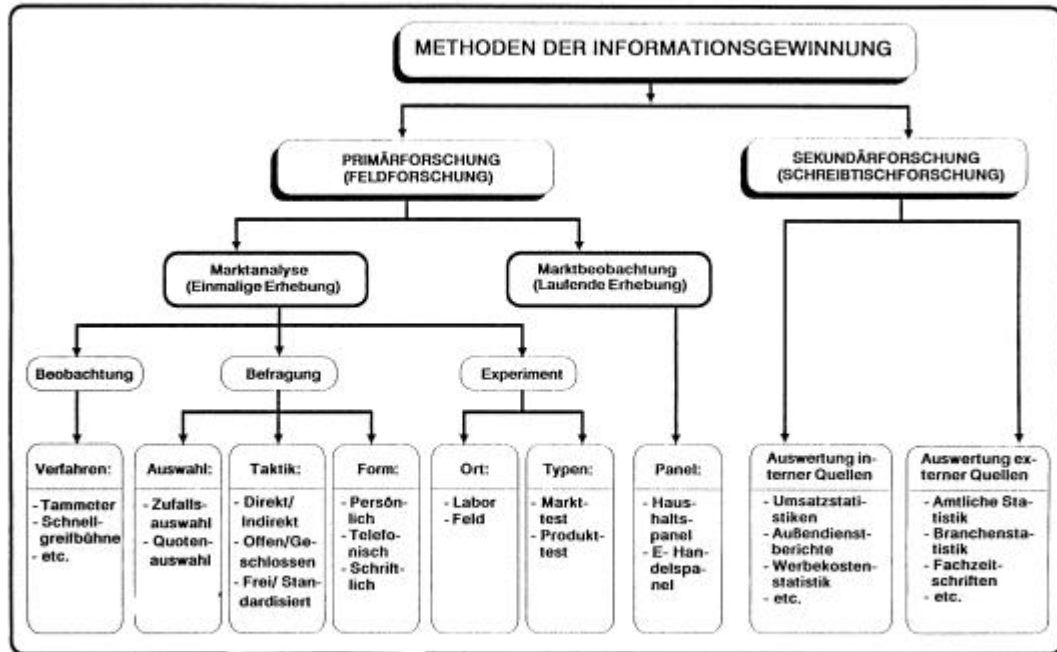 METHODEN DER INFORMATIONSGEWINNUNG
PRIMÄRFORSCHUNG
(FELDFORSCHUNG)
SEKUNDÄRFORSCHUNG
(SCHREIBTISCHFORSCHUNG)
Marktanalyse
(Einmalige Erhebung)
Marktbeobachtung
(Laufende Erhebung)
Beobachtung
Befragung
Experiment
Verfahren:
- Tammeter
- Schnell-
greifbühne
- etc.
Auswahl:
- Zufalls-
auswahl
- Quoten-
auswahl
Taktik:
- Direkt/
Indirekt
- Offen/Ge-
schlossen
- Frei/ Stan-
dardisiert
Form:
- Persön-
lich
- Telefo-
nisch
- Schrift-
lich
Ort:
- Labor
- Feld
Typen:
- Markt-
test
- Produkt-
test
Panel:
- Haus-
halts-
panel
- E- Han-
delspanel
Auswertung in-
terner Quellen
- Umsatzstati-
stiken
- Außendienst-
berichte
- Werbekosten-
statistik
- etc.
Auswertung ex-
terner Quellen
- Amtliche Sta-
tistik
- Branchensta-
tistik
- Fachzeit-
schriften
- etc.